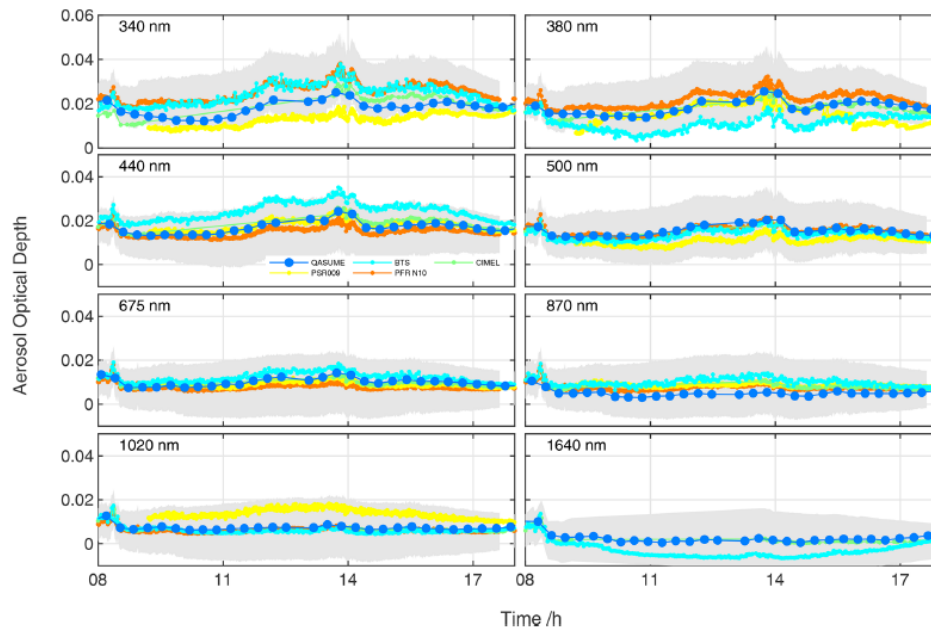 0.06
340 nm
380 nm
0.04
0.02
0
440 nm
500 nm
0.04
0.02
0
QASUME
BTS
CIMEL
PSR009
PFR N10
675 nm
870 nm
0.04
0.02
0
1020 nm
1640 nm
0.04
0.02
0
08
11
14
17
08
11
14
17
Aerosol Optical Depth
Time /h